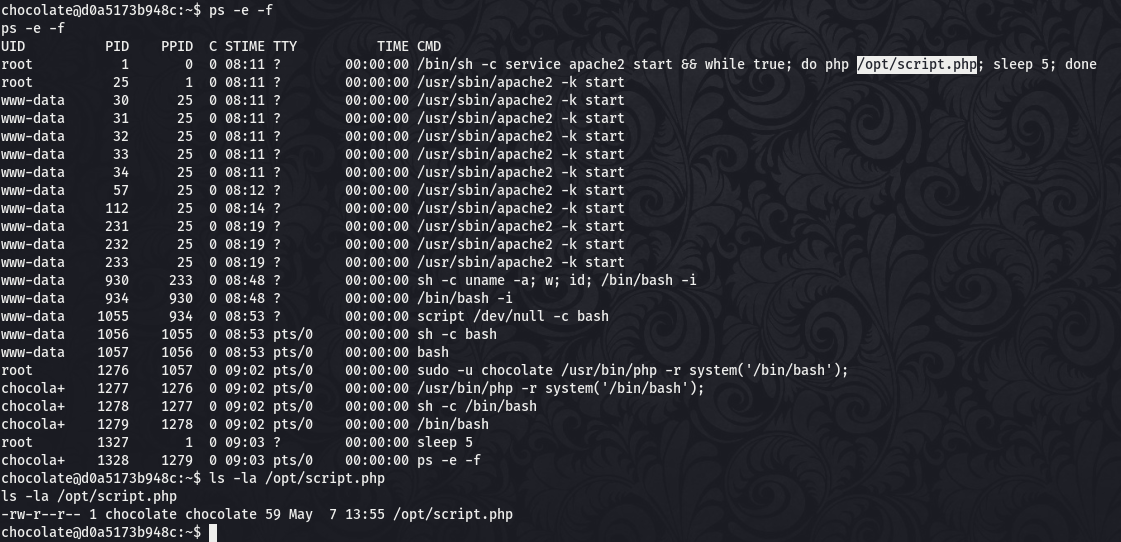 chocolate@d0a5173b948c:~$ ps -e -f
ps -e -f
UID          PID    PPID  C STIME TTY          TIME CMD
root           1       0  0 08:11 ?        00:00:00 /bin/sh -c service apache2 start && while true; do php /opt/script.php; sleep 5; done
root          25       1  0 08:11 ?        00:00:00 /usr/sbin/apache2 -k start
www-data      30      25  0 08:11 ?        00:00:00 /usr/sbin/apache2 -k start
www-data      31      25  0 08:11 ?        00:00:00 /usr/sbin/apache2 -k start
www-data      32      25  0 08:11 ?        00:00:00 /usr/sbin/apache2 -k start
www-data      33      25  0 08:11 ?        00:00:00 /usr/sbin/apache2 -k start
www-data      34      25  0 08:11 ?        00:00:00 /usr/sbin/apache2 -k start
www-data      57      25  0 08:12 ?        00:00:00 /usr/sbin/apache2 -k start
www-data     112      25  0 08:14 ?        00:00:00 /usr/sbin/apache2 -k start
www-data     231      25  0 08:19 ?        00:00:00 /usr/sbin/apache2 -k start
www-data     232      25  0 08:19 ?        00:00:00 /usr/sbin/apache2 -k start
www-data     233      25  0 08:19 ?        00:00:00 /usr/sbin/apache2 -k start
www-data     930     233  0 08:48 ?        00:00:00 sh -c uname -a; w; id; /bin/bash -i
www-data     934     930  0 08:48 ?        00:00:00 /bin/bash -i
www-data    1055     934  0 08:53 ?        00:00:00 script /dev/null -c bash
www-data    1056    1055  0 08:53 pts/0    00:00:00 sh -c bash
www-data    1057    1056  0 08:53 pts/0    00:00:00 bash
root        1276    1057  0 09:02 pts/0    00:00:00 sudo -u chocolate /usr/bin/php -r system('/bin/bash');
chocola+    1277    1276  0 09:02 pts/0    00:00:00 /usr/bin/php -r system('/bin/bash');
chocola+    1278    1277  0 09:02 pts/0    00:00:00 sh -c /bin/bash
chocola+    1279    1278  0 09:02 pts/0    00:00:00 /bin/bash
root        1327       1  0 09:03 ?        00:00:00 sleep 5
chocola+    1328    1279  0 09:03 pts/0    00:00:00 ps -e -f
chocolate@d0a5173b948c:~$ ls -la /opt/script.php
ls -la /opt/script.php
-rw-r--r-- 1 chocolate chocolate 59 May  7 13:55 /opt/script.php
chocolate@d0a5173b948c:~$